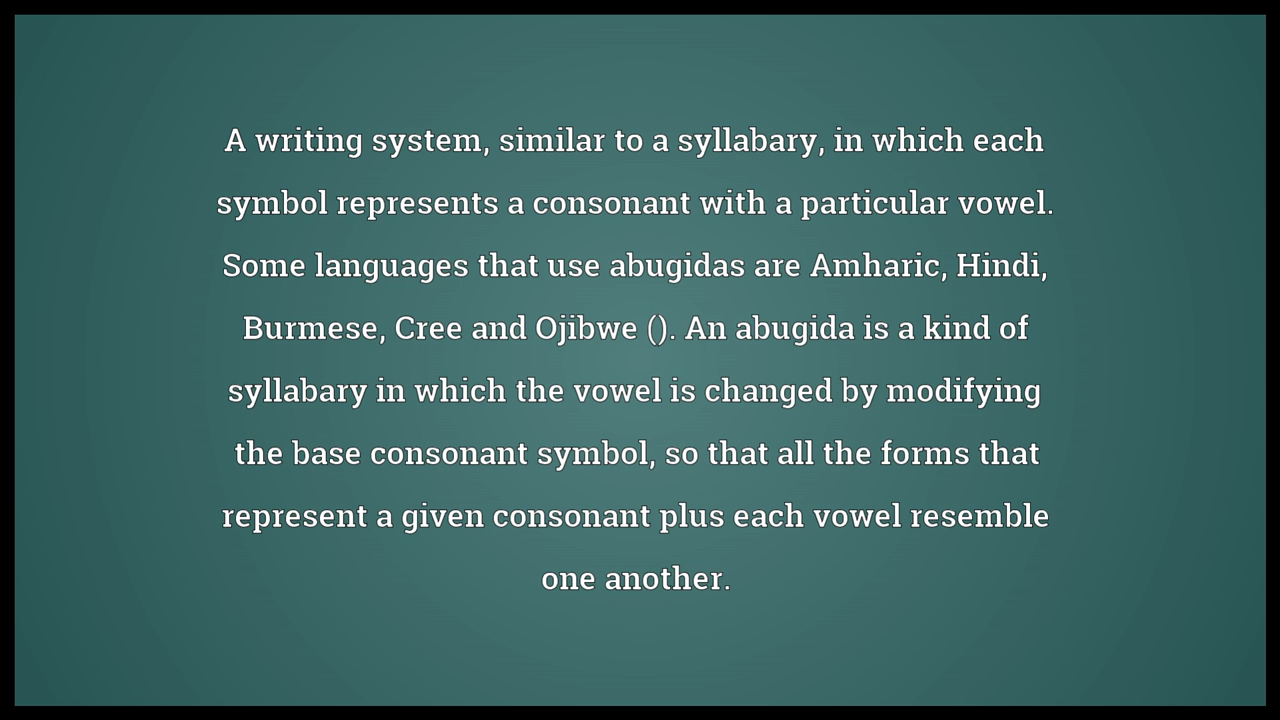 A writing system, similar to a syllabary, in which each
symbol represents a consonant with a particular vowel.
Some languages that use abugidas are Amharic, Hindi,
Burmese, Cree and Ojibwe (). An abugida is a kind of
syllabary in which the vowel is changed by modifying
the base consonant symbol, so that all the forms that
represent a given consonant plus each vowel resemble
one another.